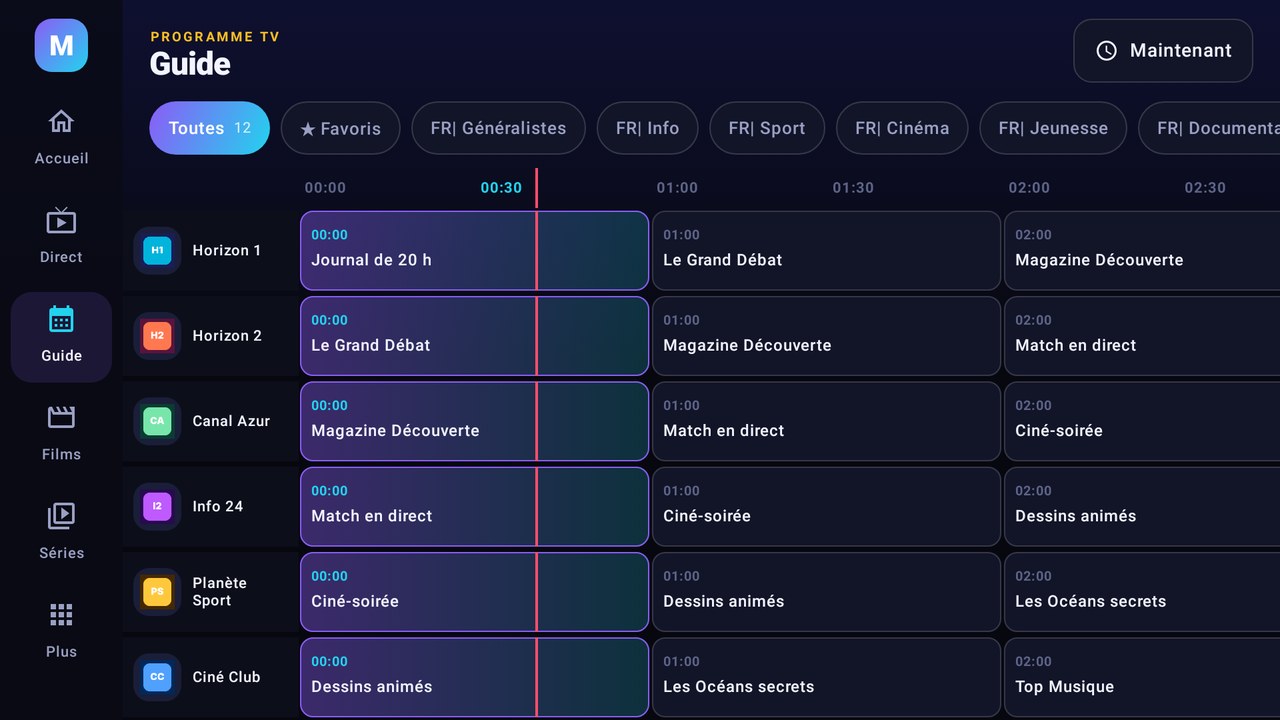 M
Accueil
Direct
Guide
Films
Séries
Plus
PROGRAMME TV
Guide
Maintenant
Toutes 12
★ Favoris
FR| Généralistes
FR| Info
FR| Sport
FR| Cinéma
FR| Jeunesse
FR| Documenta
00:00 00:30 01:00 01:30 02:00 02:30
H1
Horizon 1
00:00
Journal de 20 h
01:00
Le Grand Débat
02:00
Magazine Découverte
H2
Horizon 2
00:00
Le Grand Débat
01:00
Magazine Découverte
02:00
Match en direct
CA
Canal Azur
00:00
Magazine Découverte
01:00
Match en direct
02:00
Ciné-soirée
I2
Info 24
00:00
Match en direct
01:00
Ciné-soirée
02:00
Dessins animés
PS
Planète
Sport
00:00
Ciné-soirée
01:00
Dessins animés
02:00
Les Océans secrets
CC
Ciné Club
00:00
Dessins animés
01:00
Les Océans secrets
02:00
Top Musique